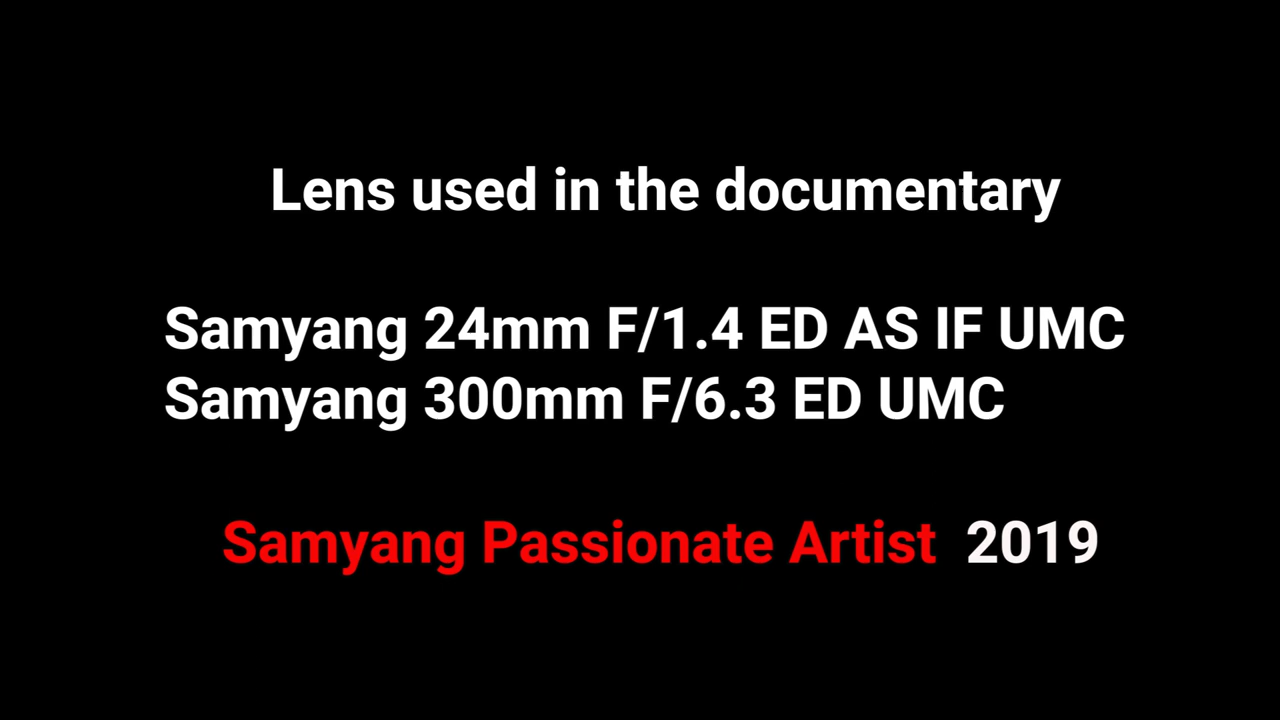 Lens used in the documentary
Samyang 24mm F/1.4 ED AS IF UMC
Samyang 300mm F/6.3 ED UMC
Samyang Passionate Artist 2019